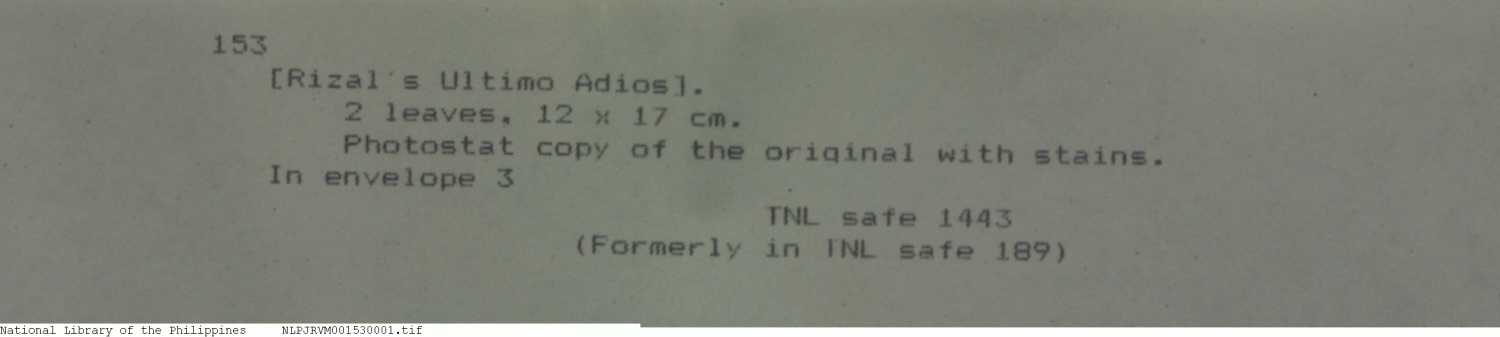 153
[Rizal's Ultimo Adios].
2 leaves, 12 x 17 cm.
Photostat copy of the original with stains.
In envelope 3
TNL safe 1443
(Formerly in TNL safe 189)
National Library of the Philippines NLPJRVM001530001.tif